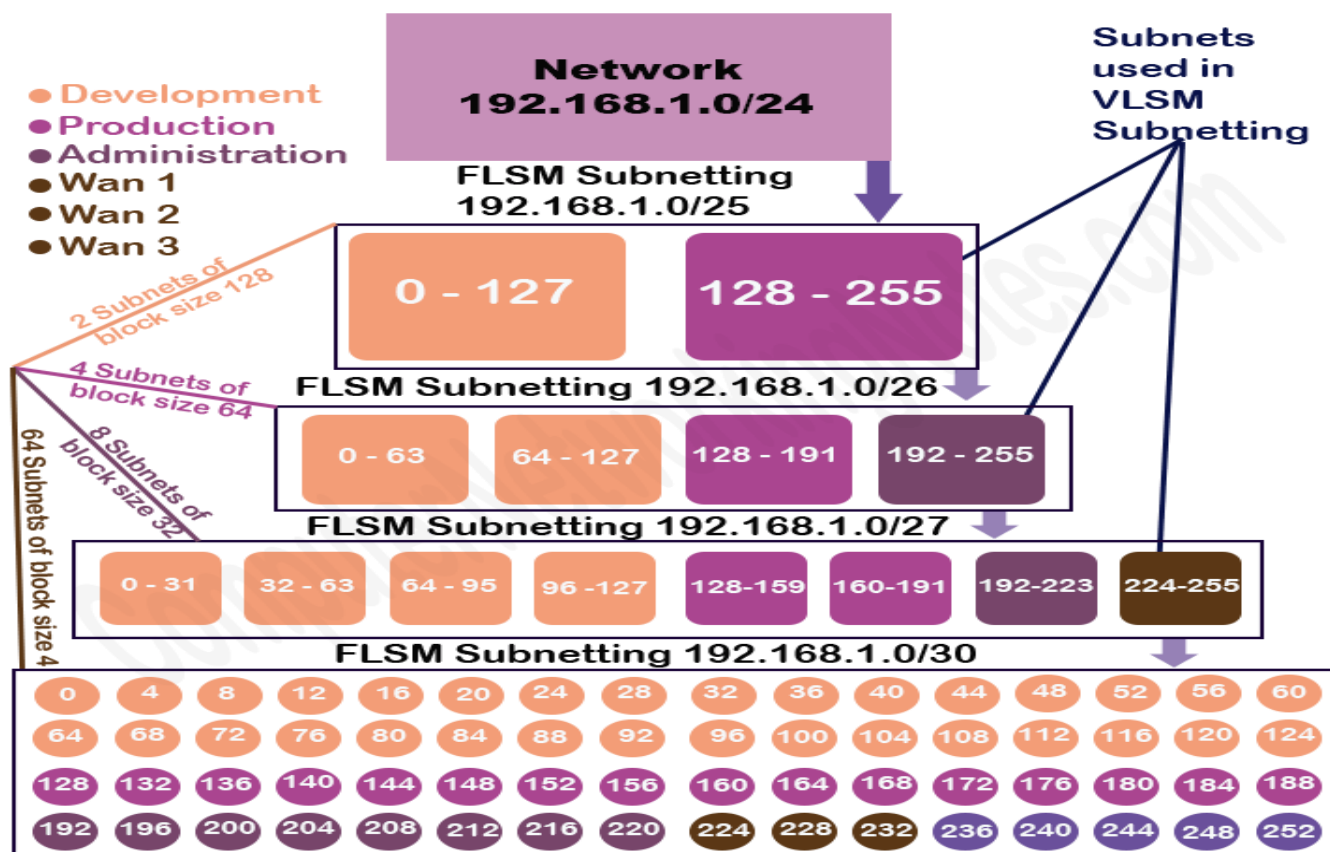 Network
192.168.1.0/24
Subnets
used in
VLSM
Subnetting
Development
Production
Administration
Wan 1
Wan 2
Wan 3
FLSM Subnetting
192.168.1.0/25
2 Subnets of
block size 128
0 - 127
128 - 255
4 Subnets of
block size 64
FLSM Subnetting 192.168.1.0/26
0 - 63
64 - 127
128 - 191
192 - 255
8 Subnets of
block size 32
FLSM Subnetting 192.168.1.0/27
0 - 31
32 - 63
64 - 95
96 -127
128-159
160-191
192-223
224-255
64 Subnets of block size 4
FLSM Subnetting 192.168.1.0/30
0 4 8 12 16 20 24 28 32 36 40 44 48 52 56 60
64 68 72 76 80 84 88 92 96 100 104 108 112 116 120 124
128 132 136 140 144 148 152 156 160 164 168 172 176 180 184 188
192 196 200 204 208 212 216 220 224 228 232 236 240 244 248 252
ComputerNetworkingNotes.com